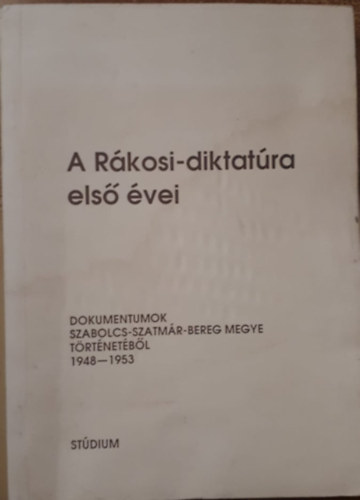 A Rákosi-diktatúra
első évei
DOKUMENTUMOK
SZABOLCS-SZATMÁR-BEREG MEGYE
TÖRTÉNETÉBŐL
1948—1953
STÚDIUM